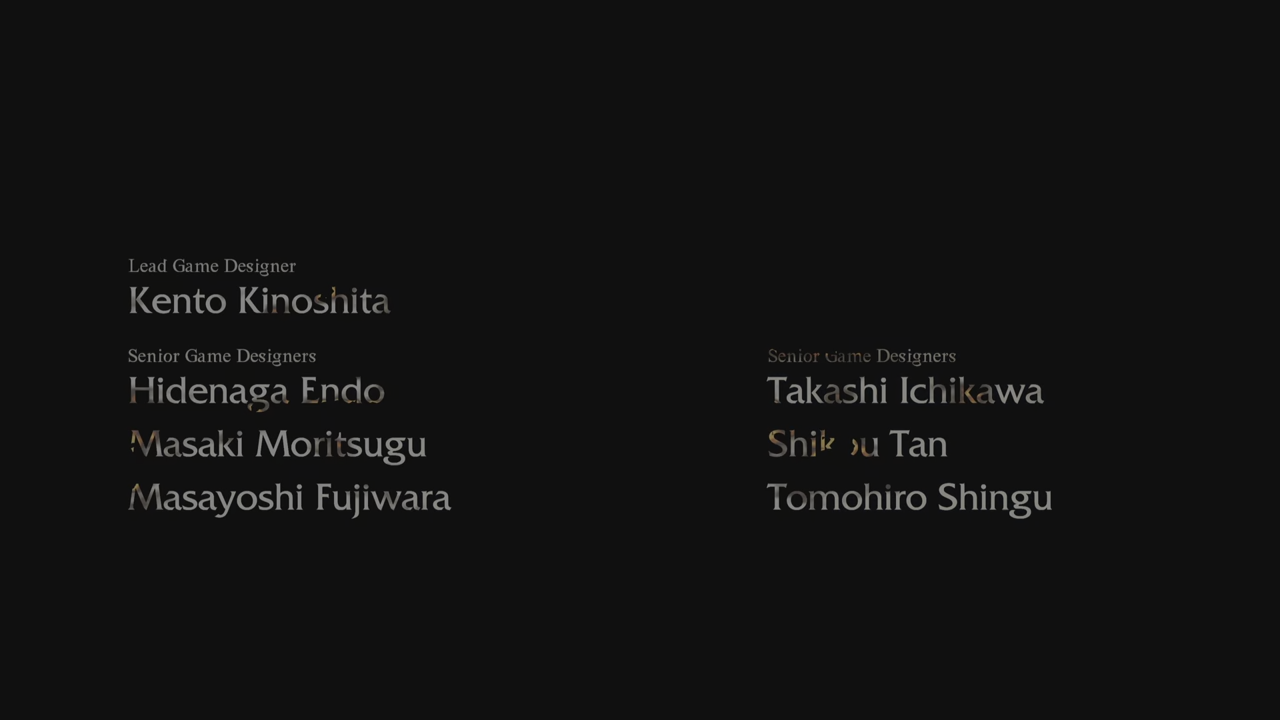 Lead Game Designer
Kento Kinoshita
Senior Game Designers
Hidenaga Endo
Masaki Moritsugu
Masayoshi Fujiwara
Senior Game Designers
Takashi Ichikawa
Tan
Tomohiro Shingu